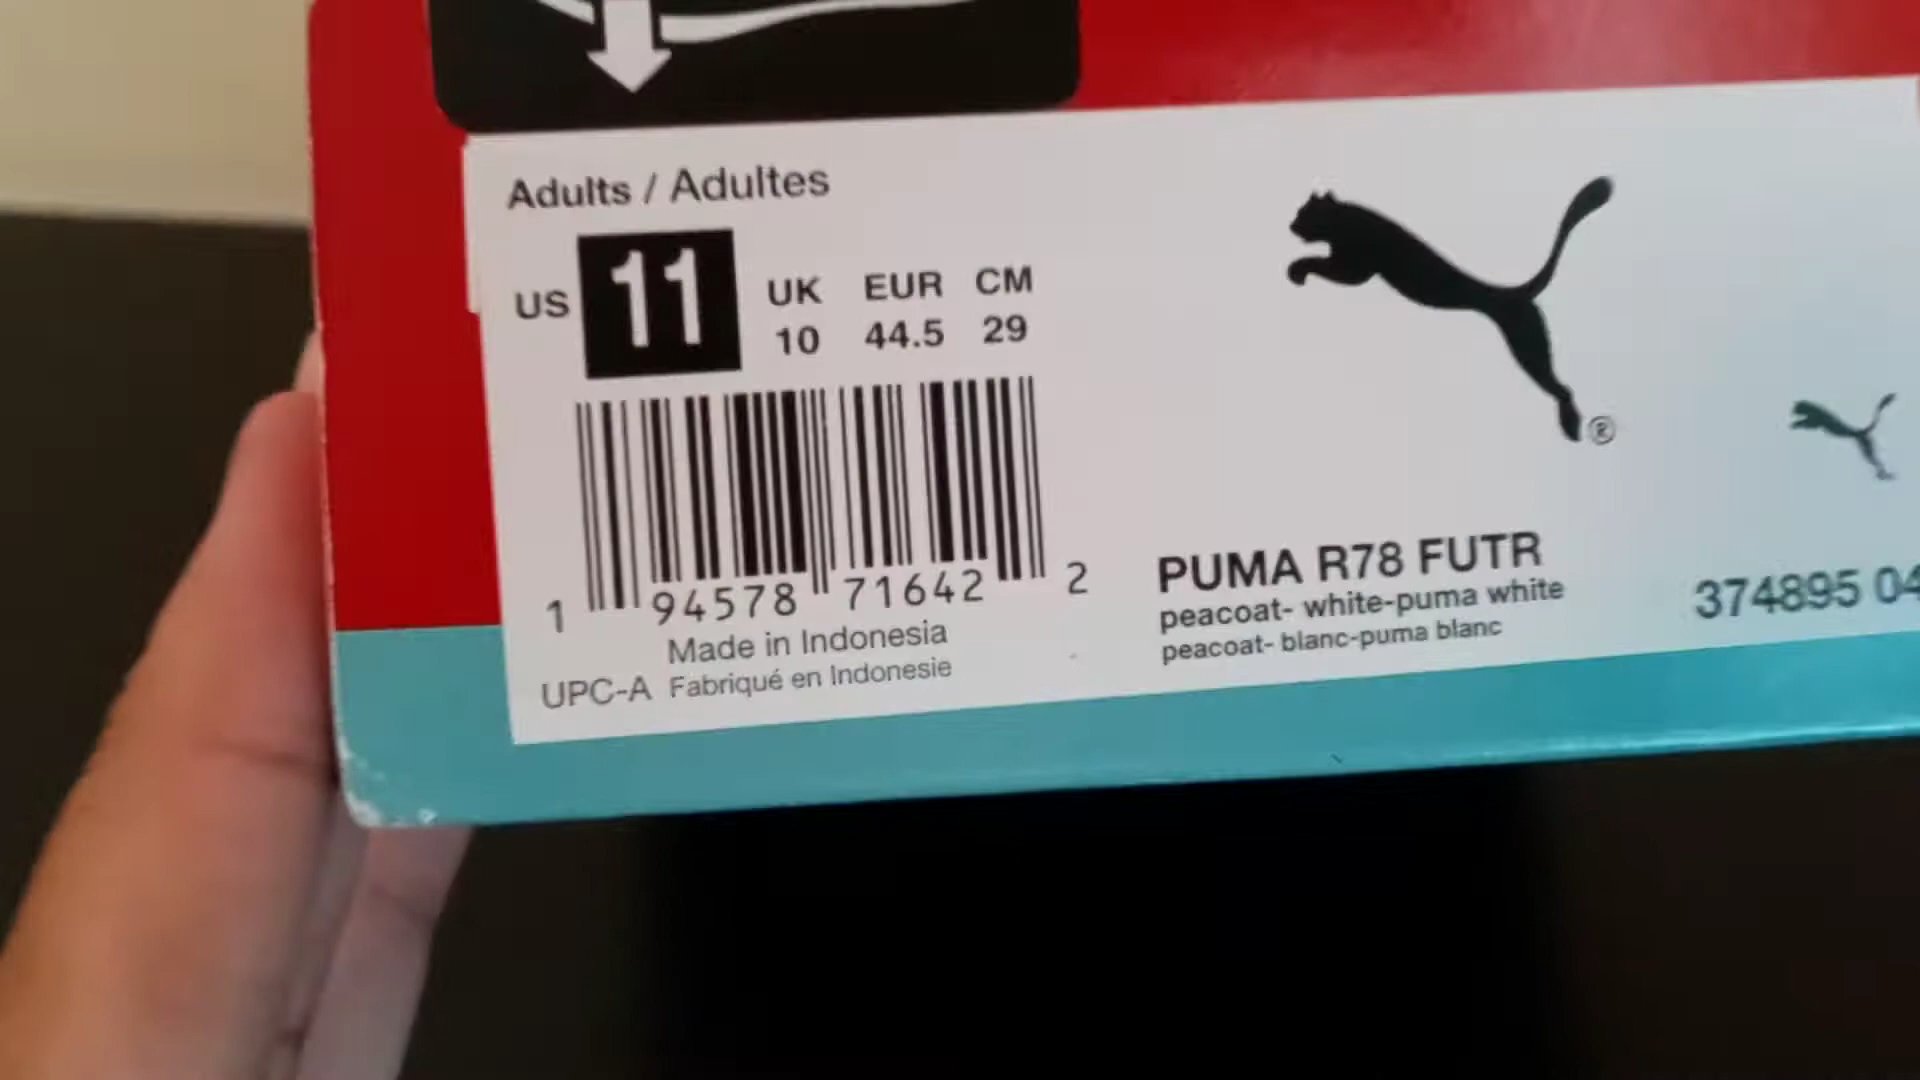 Adults / Adultes
US 11 UK 10 EUR 44.5 CM 29
1 94578 71642 2
Made in Indonesia
UPC-A Fabriqué en Indonesie
®
PUMA R78 FUTR
peacoat- white-puma white
peacoat- blanc-puma blanc
374895 04